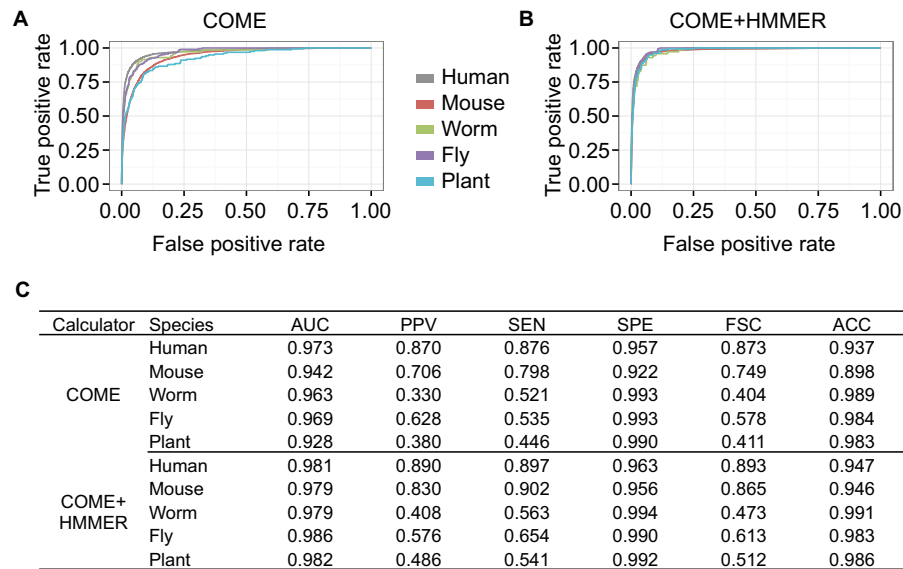 A
COME
True positive rate
1.00
0.75
0.50
0.25
0.00
0.00 0.25 0.50 0.75 1.00
False positive rate
Human
Mouse
Worm
Fly
Plant
B
COME+HMMER
True positive rate
1.00
0.75
0.50
0.25
0.00
0.00 0.25 0.50 0.75 1.00
False positive rate
C
Calculator Species AUC PPV SEN SPE FSC ACC
Human 0.973 0.870 0.876 0.957 0.873 0.937
Mouse 0.942 0.706 0.798 0.922 0.749 0.898
COME Worm 0.963 0.330 0.521 0.993 0.404 0.989
Fly 0.969 0.628 0.535 0.993 0.578 0.984
Plant 0.928 0.380 0.446 0.990 0.411 0.983
Human 0.981 0.890 0.897 0.963 0.893 0.947
Mouse 0.979 0.830 0.902 0.956 0.865 0.946
COME+
HMMER
Worm 0.979 0.408 0.563 0.994 0.473 0.991
Fly 0.986 0.576 0.654 0.990 0.613 0.983
Plant 0.982 0.486 0.541 0.992 0.512 0.986